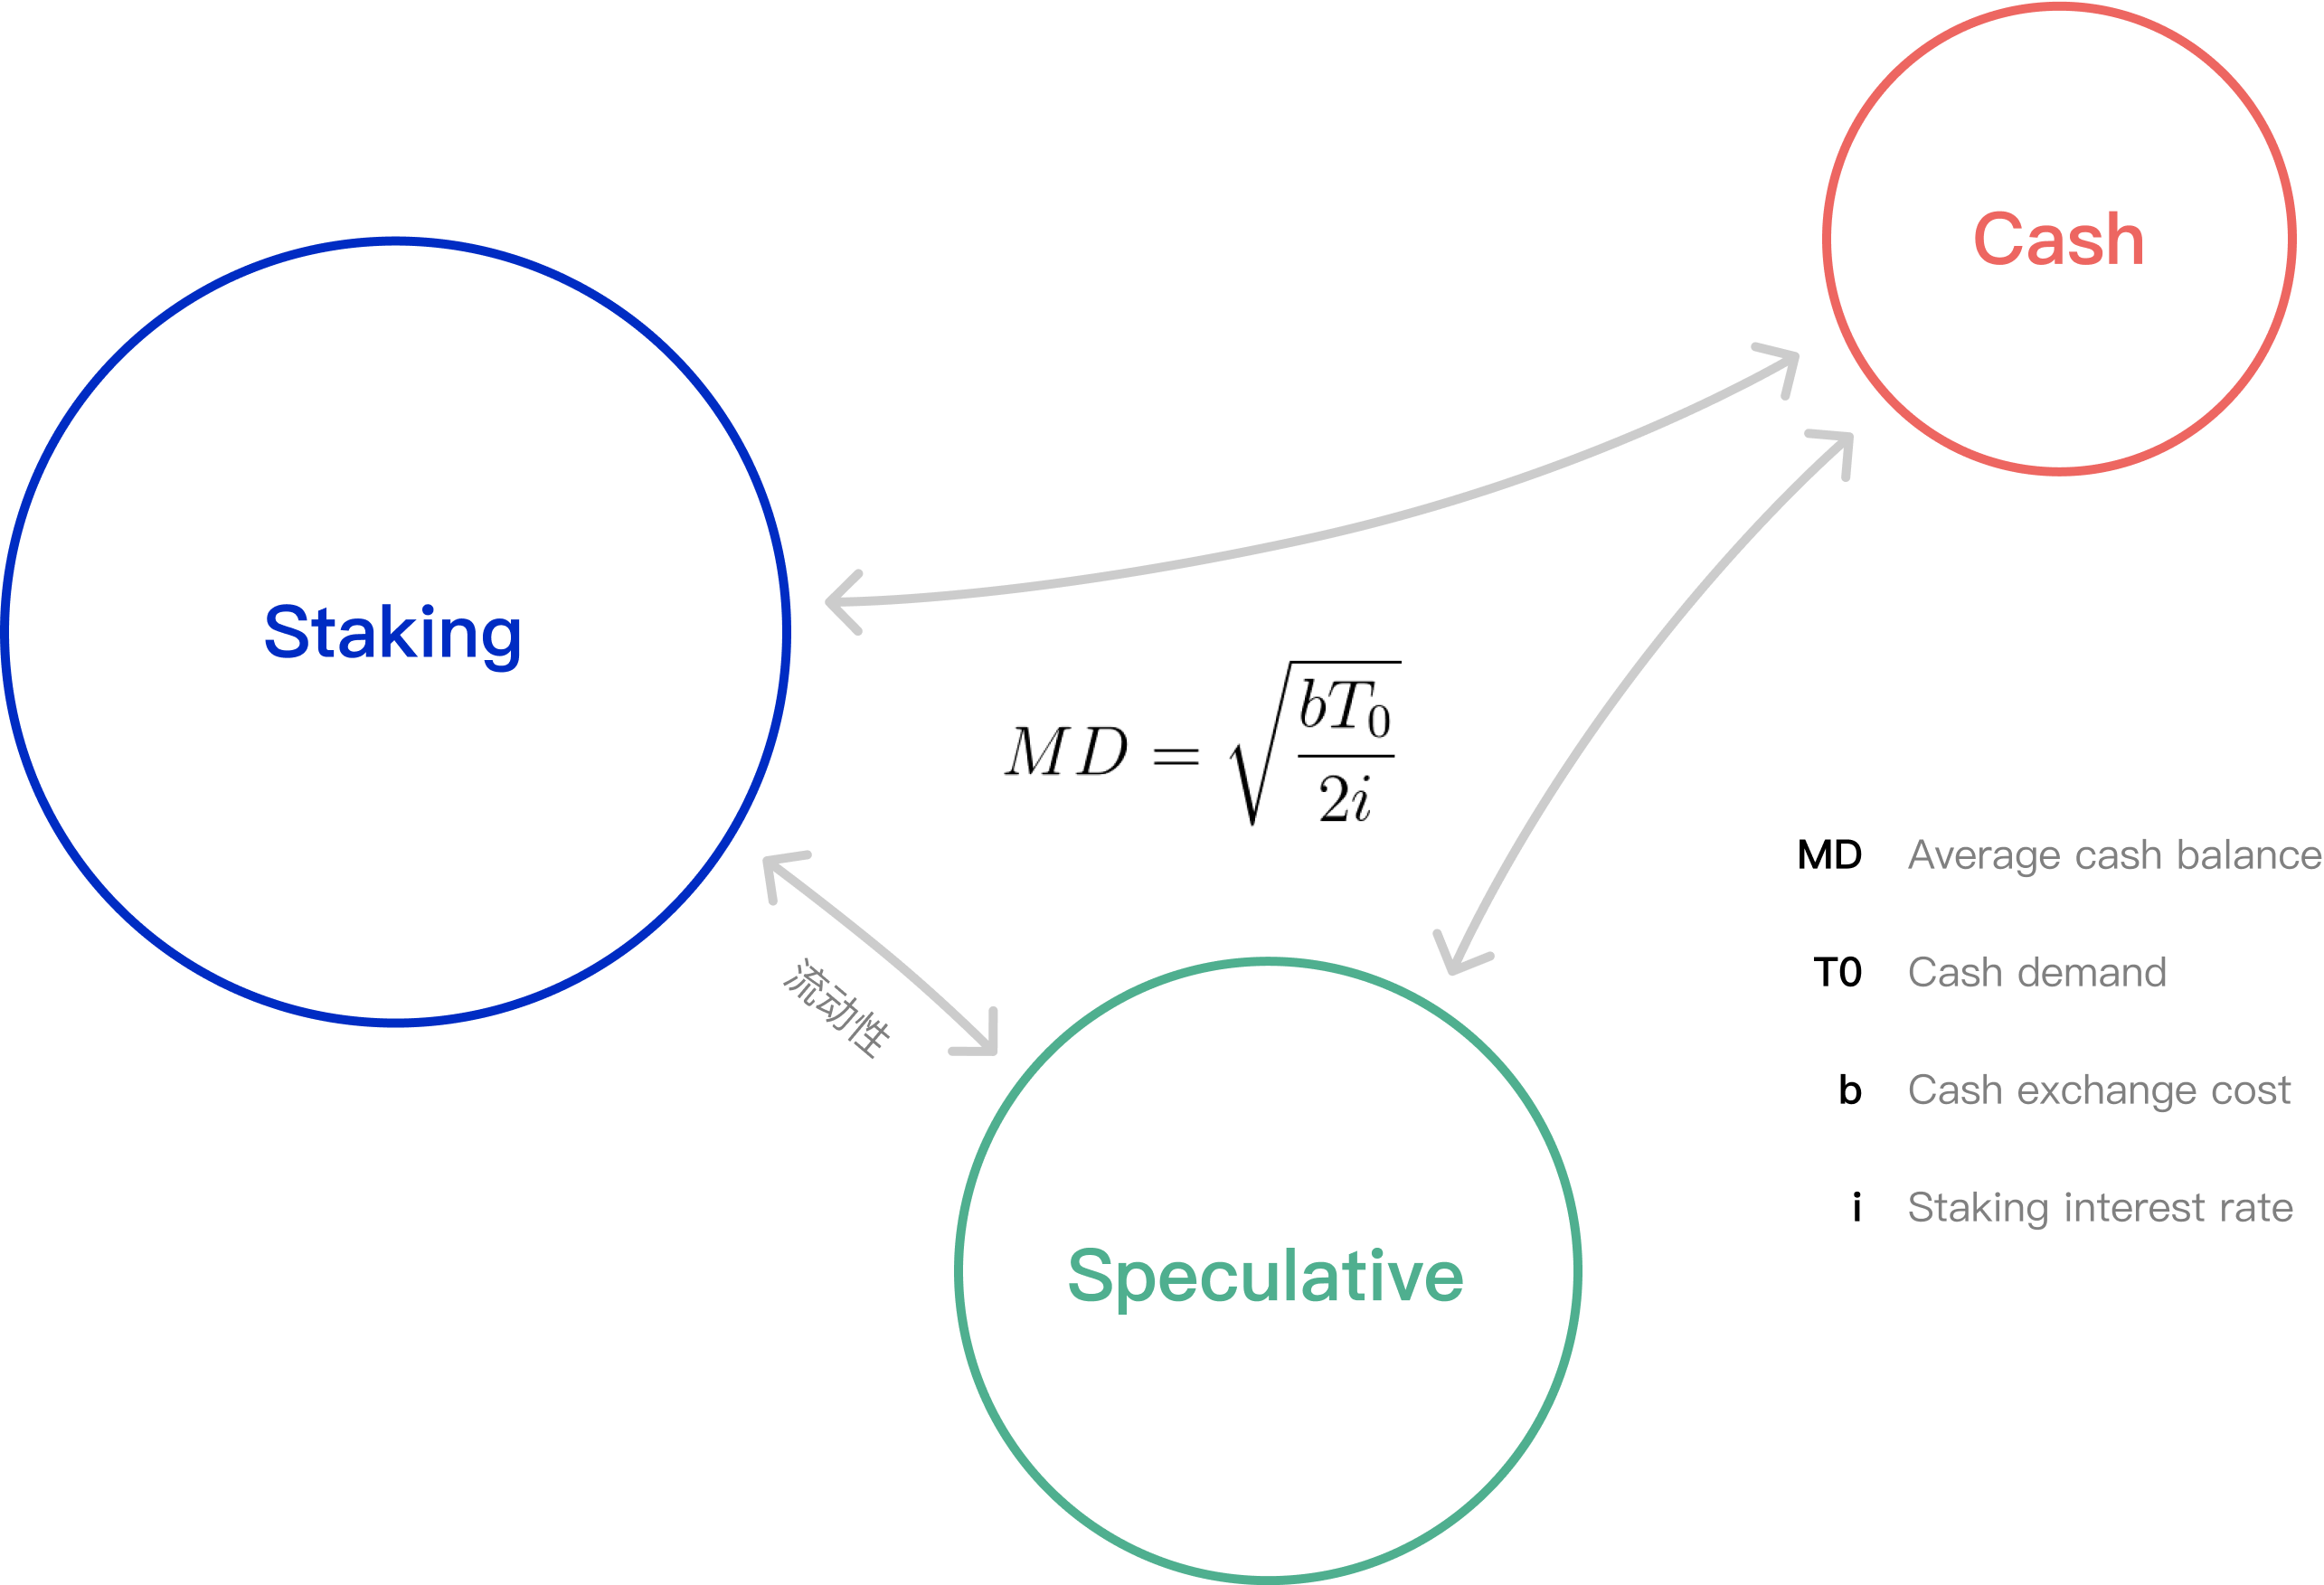 Cash
Staking
MD = \sqrt{\frac{bT_0}{2i}}
流动性
Speculative
MD Average cash balance
T0 Cash demand
b Cash exchange cost
i Staking interest rate